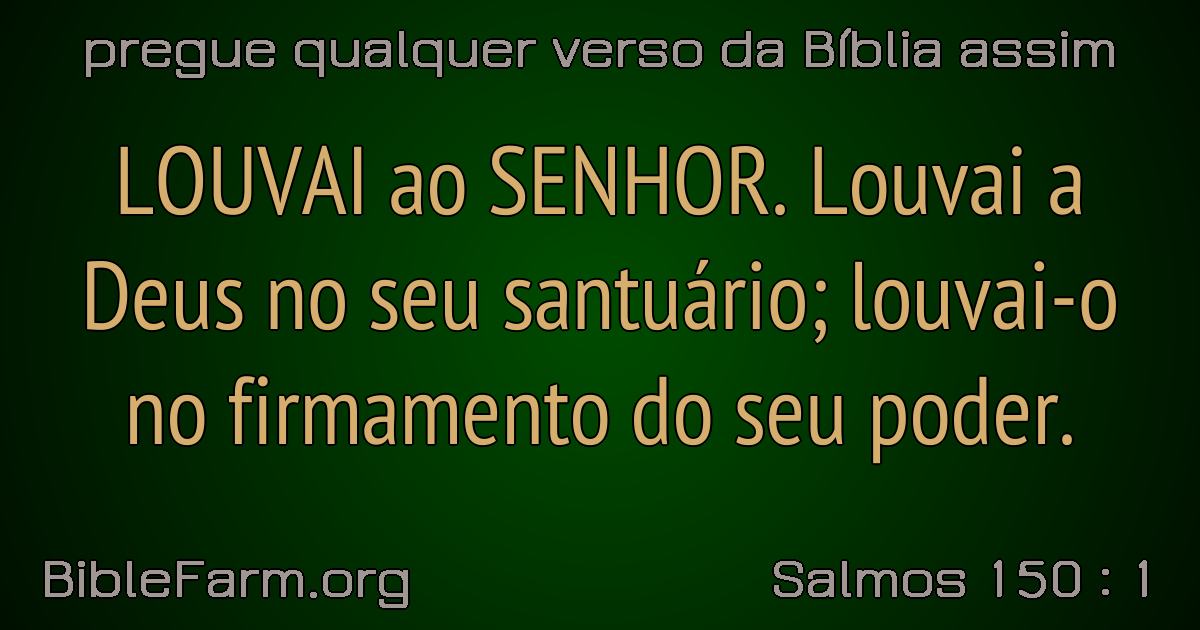 pregue qualquer verso da Bíblia assim
LOUVAI ao SENHOR. Louvai a
Deus no seu santuário; louvai-o
no firmamento do seu poder.
BibleFarm.org
Salmos 150 : 1